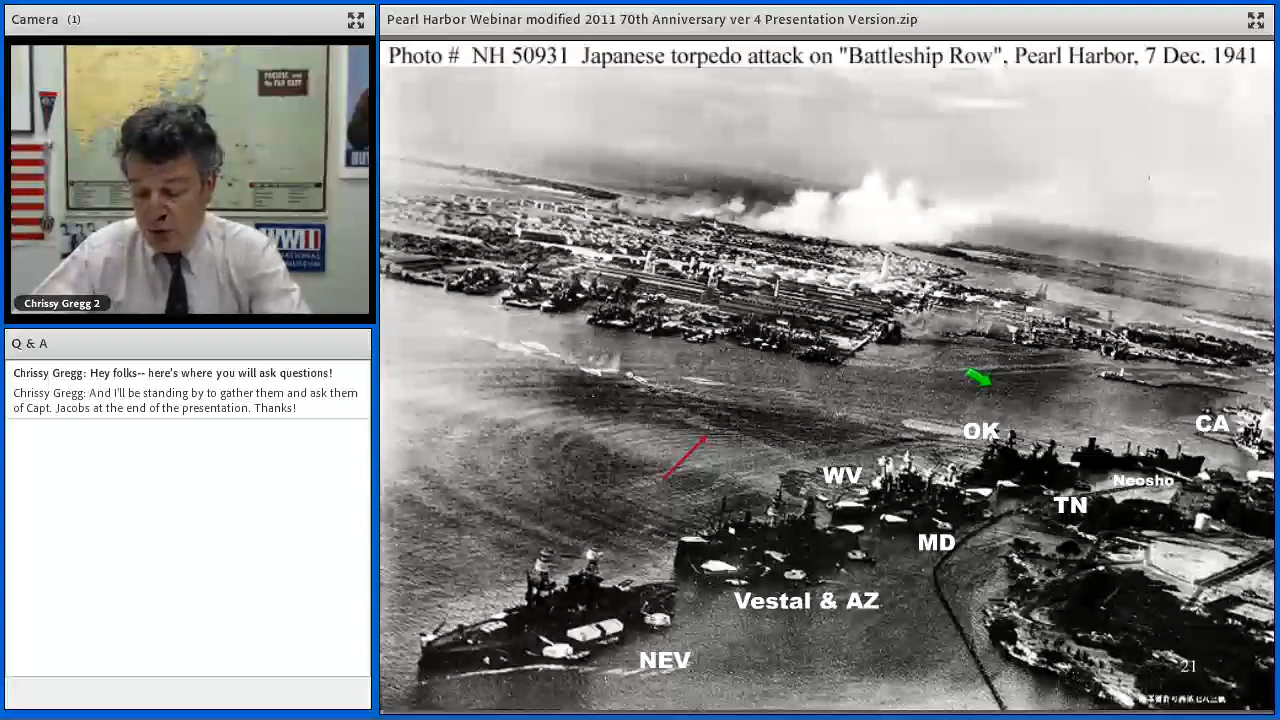 Camera (1)
Pearl Harbor Webinar modified 2011 70th Anniversary ver 4 Presentation Version.zip
Photo # NH 50931 Japanese torpedo attack on "Battleship Row", Pearl Harbor, 7 Dec. 1941
PACIFIC and
FAR EAST
WWII
Chrissy Gregg 2
Q & A
Chrissy Gregg: Hey folks-- here's where you will ask questions!
Chrissy Gregg: And I'll be standing by to gather them and ask them
of Capt. Jacobs at the end of the presentation. Thanks!
CA
OK
WV
Neosho
TN
MD
Vestal & AZ
NEV
21